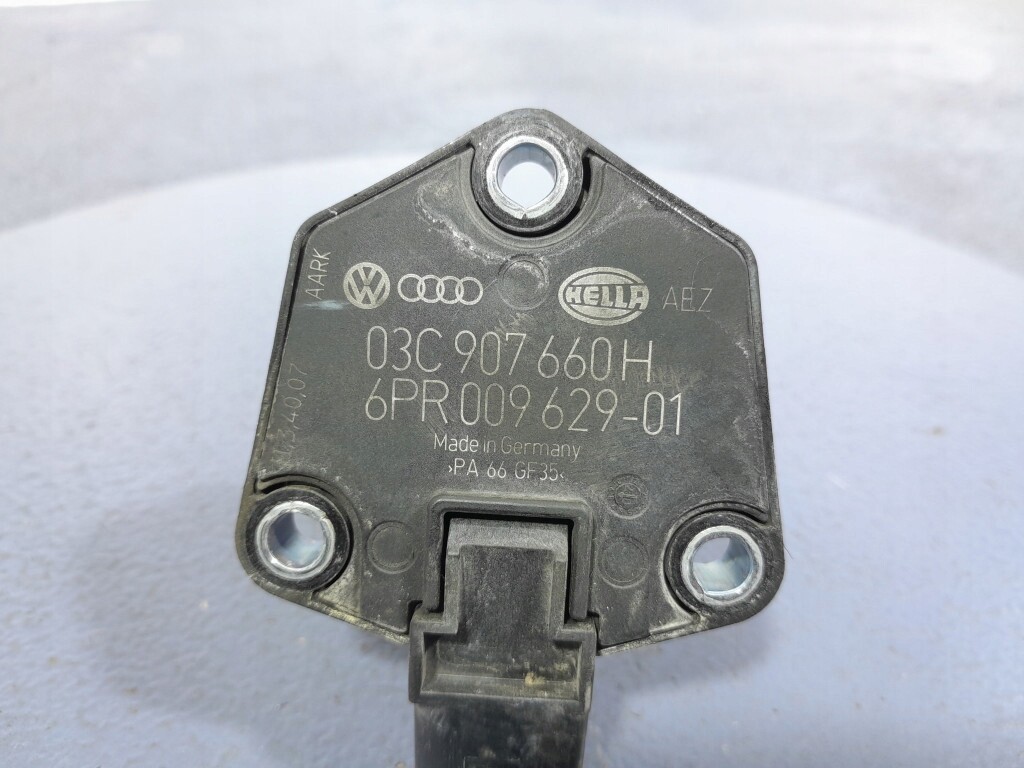 AARK
HELLA AEZ
03C 907 660 H
6PR 009 629-01
Made in Germany
>PA 66 GF35<